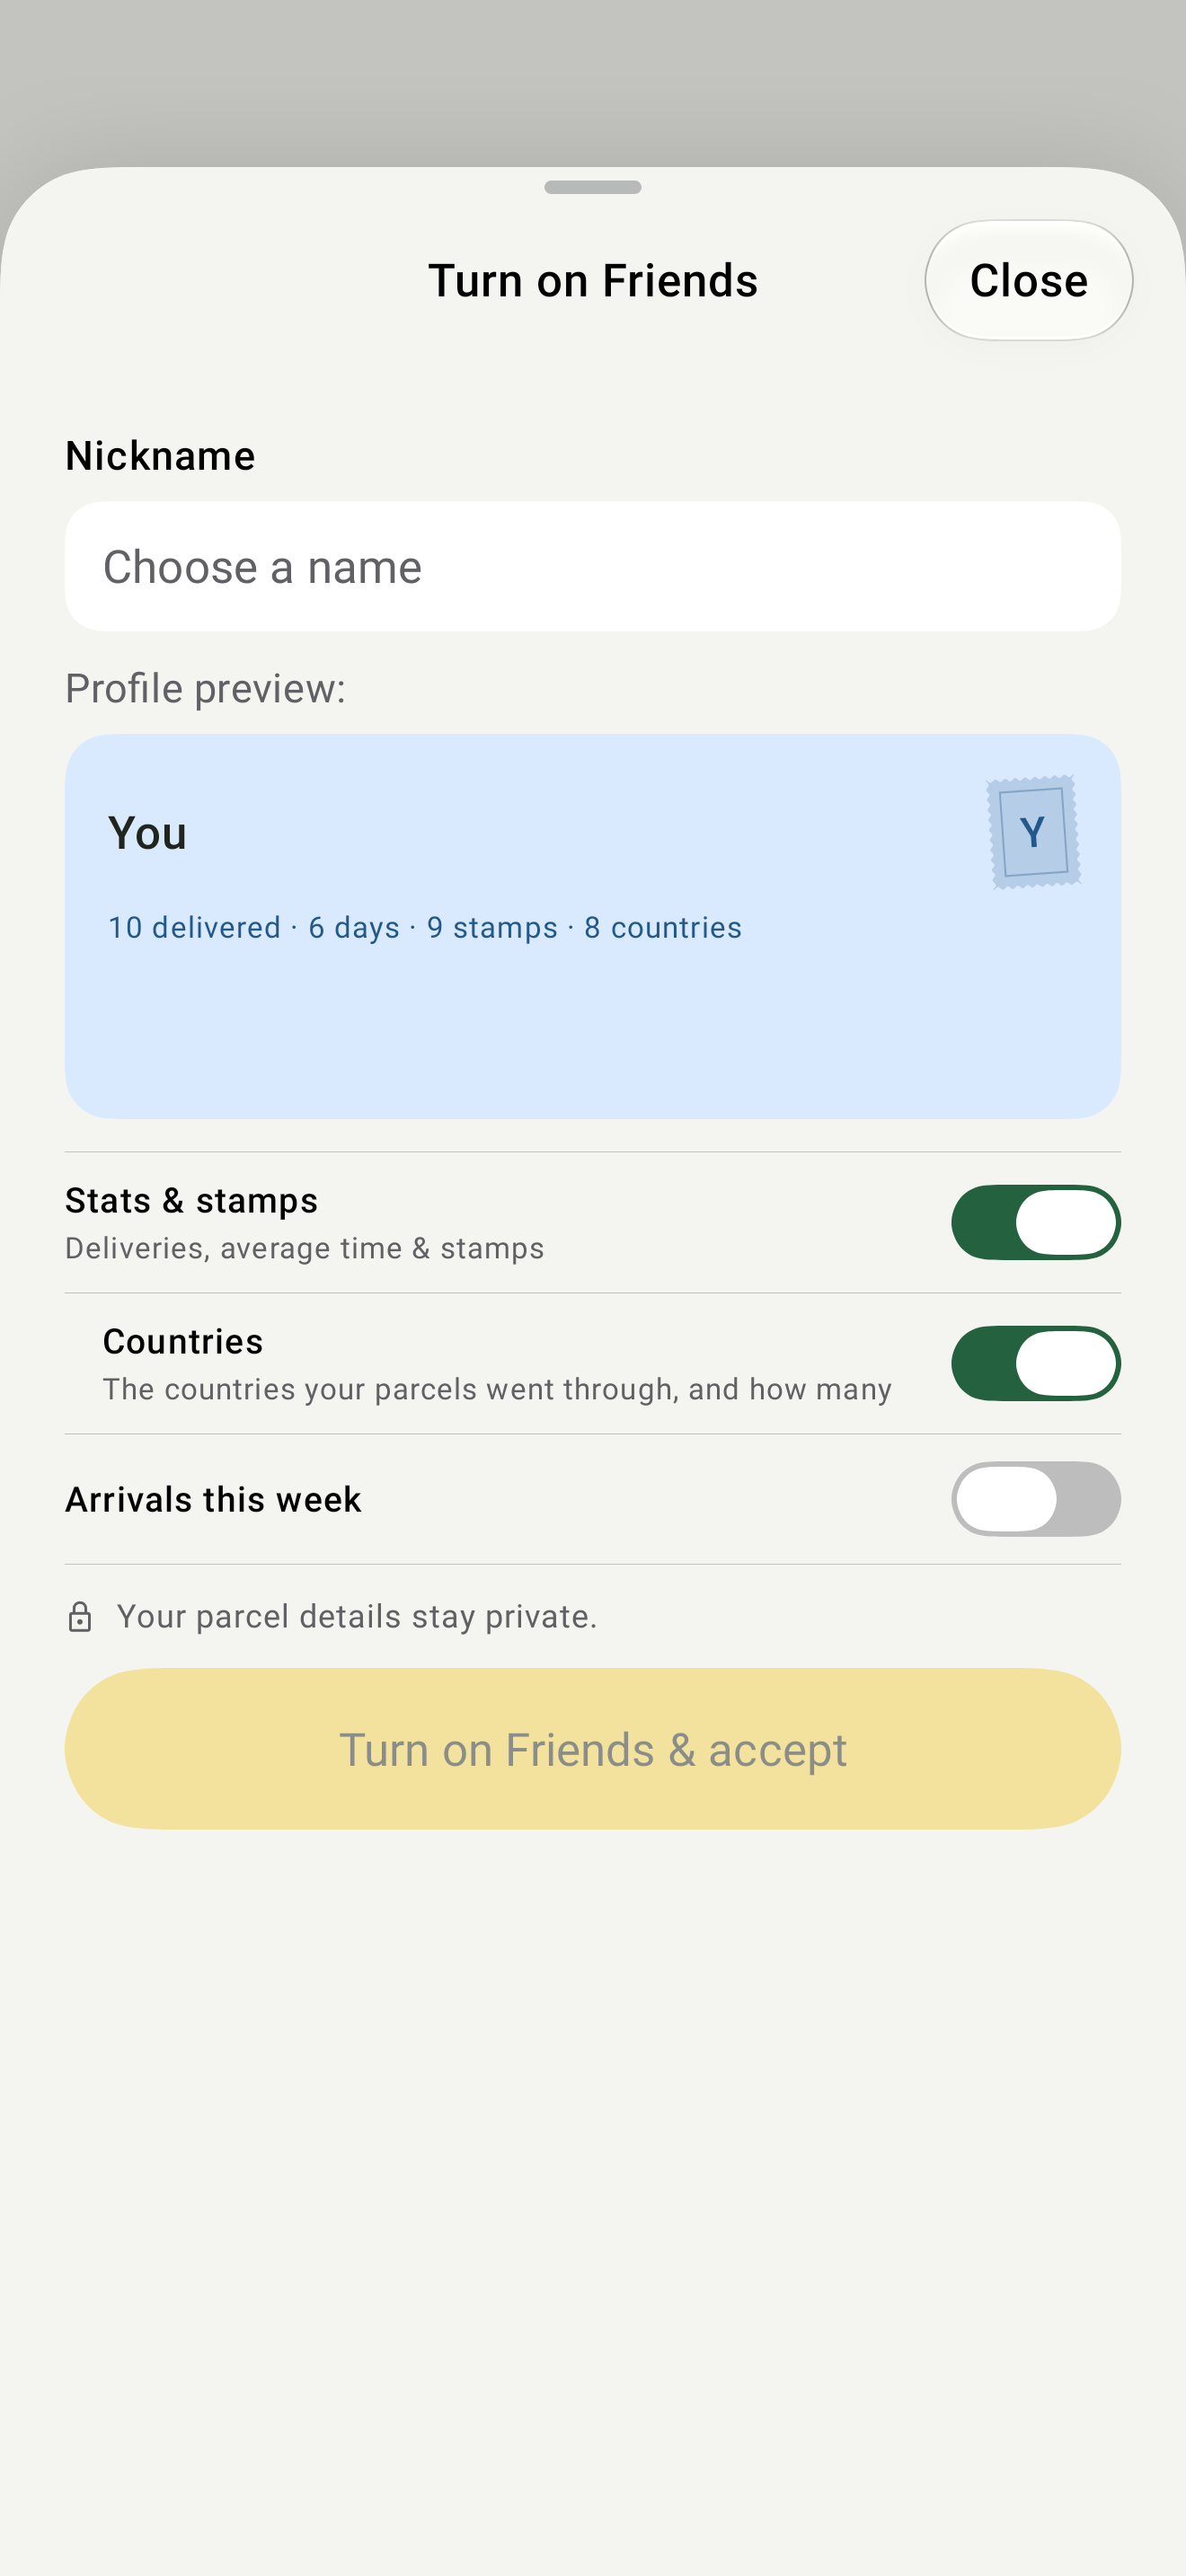 Turn on Friends
Close
Nickname
Choose a name
Profile preview:
You
Y
10 delivered · 6 days · 9 stamps · 8 countries
Stats & stamps
Deliveries, average time & stamps
Countries
The countries your parcels went through, and how many
Arrivals this week
Your parcel details stay private.
Turn on Friends & accept